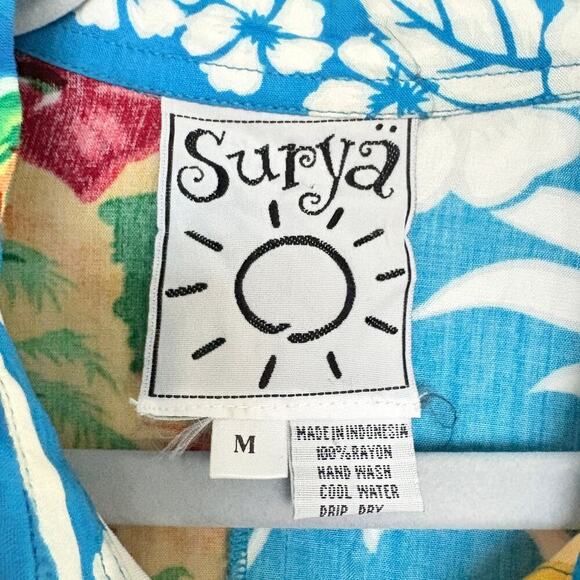 Suryä
M
MADE IN INDONESIA
100% RAYON
HAND WASH
COOL WATER
DRIP DRY